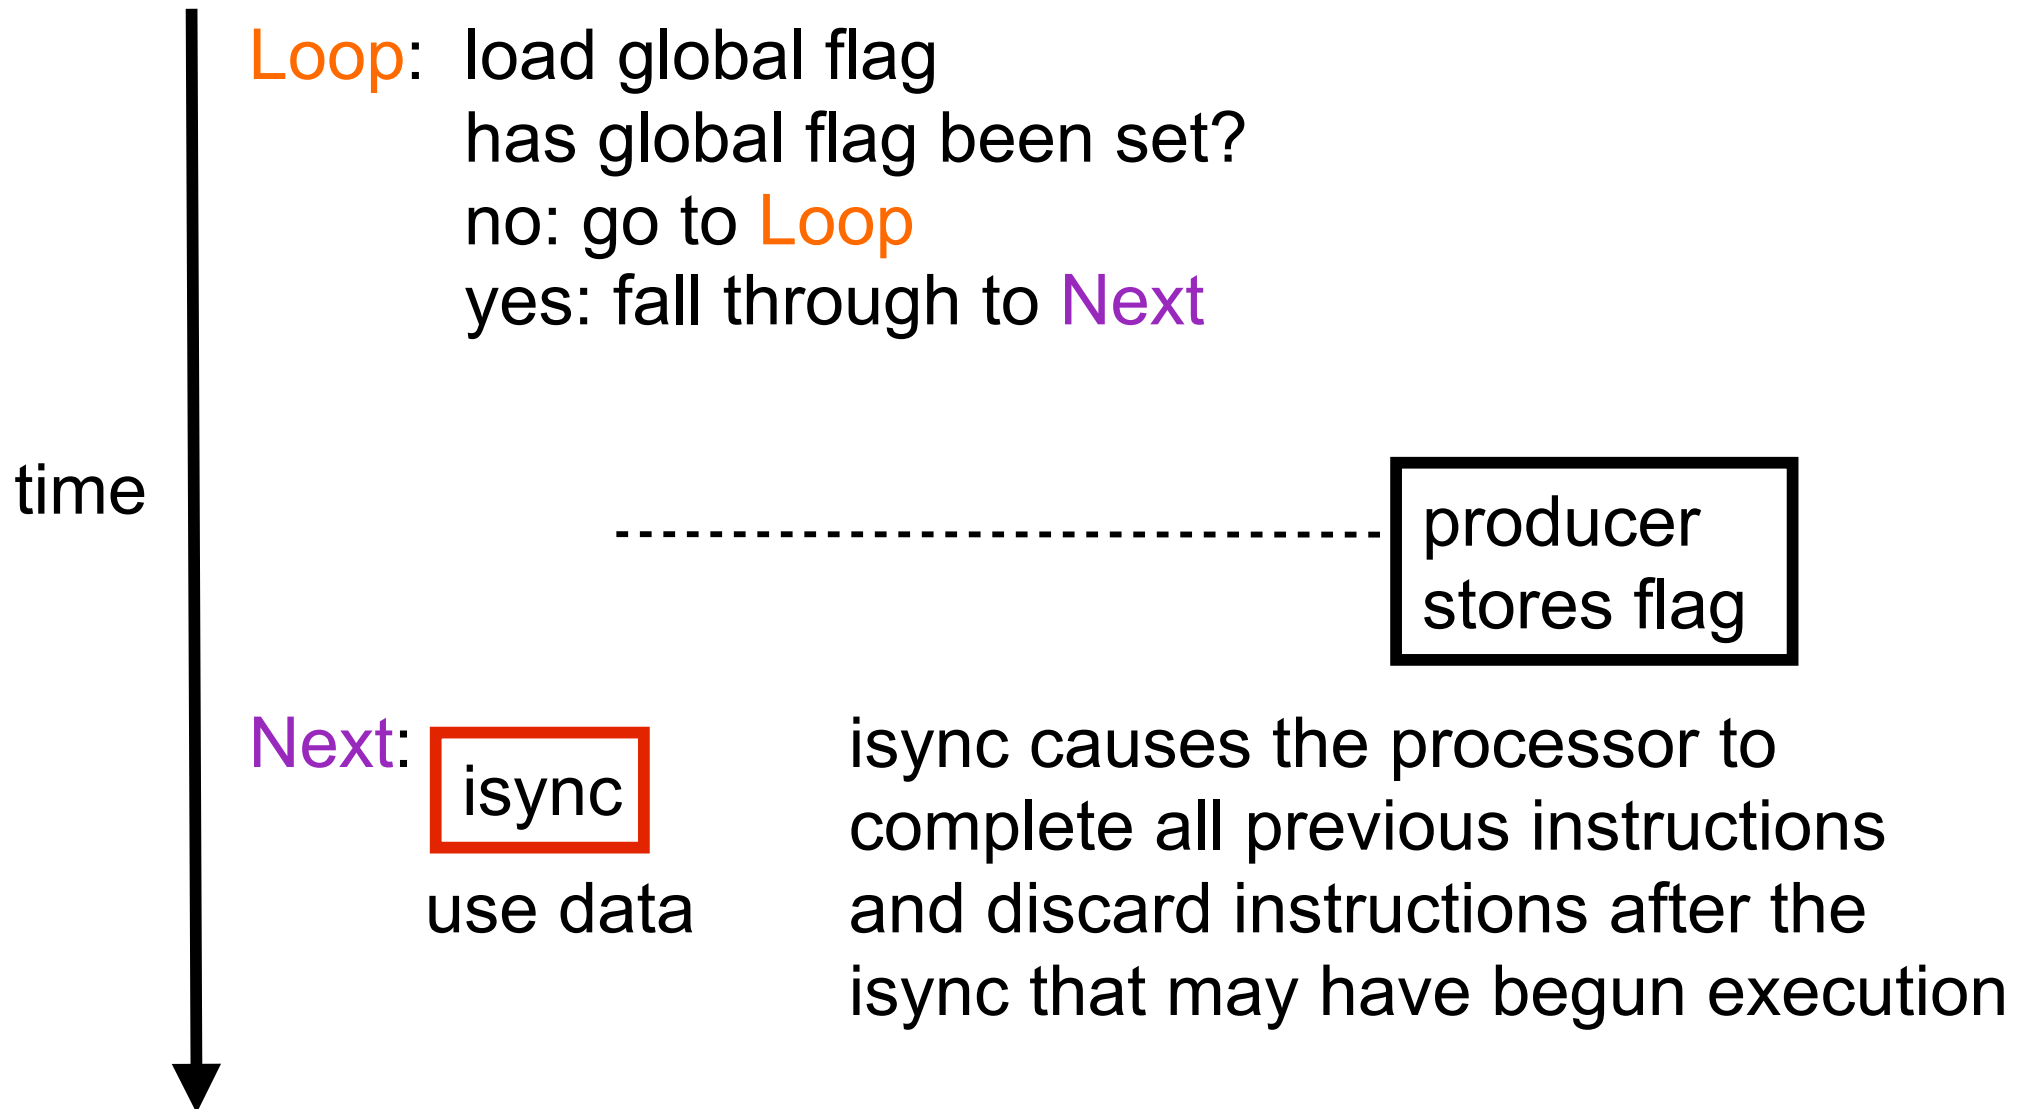 Loop: load global flag
has global flag been set?
no: go to Loop
yes: fall through to Next
time
producer
stores flag
Next:
isync
use data
isync causes the processor to
complete all previous instructions
and discard instructions after the
isync that may have begun execution